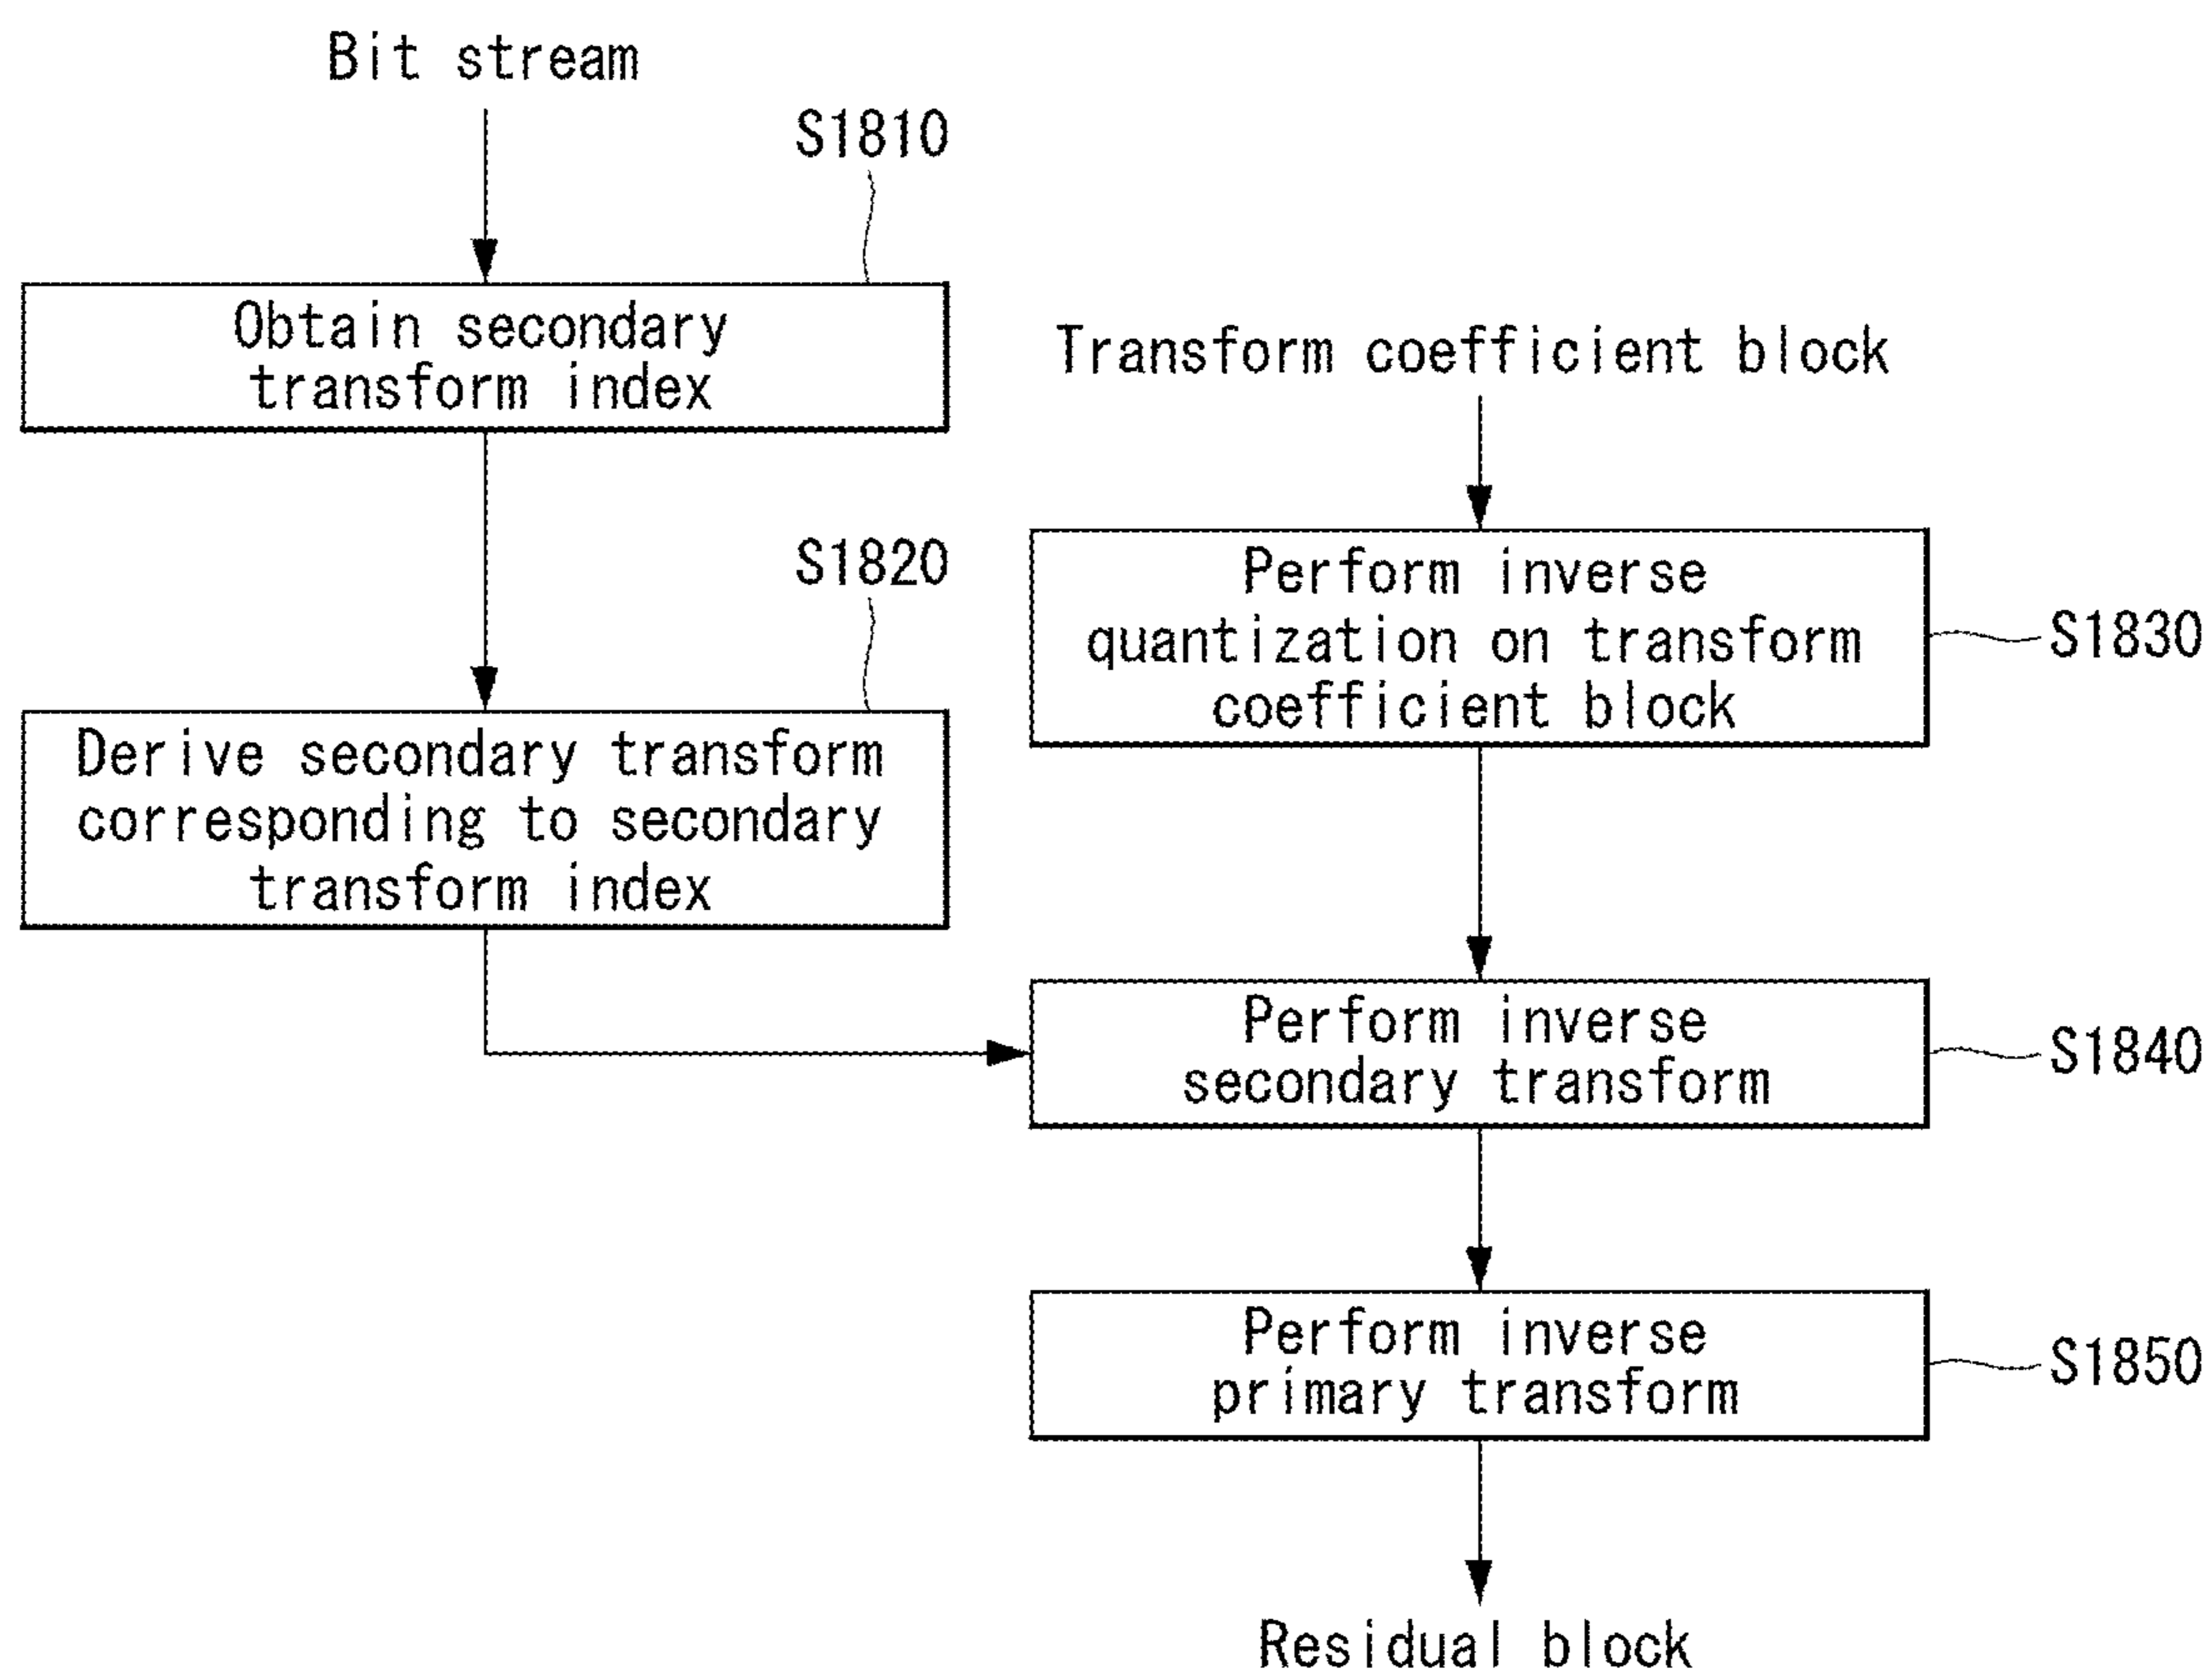 Bit stream
S1810
Obtain secondary
transform index
S1820
Derive secondary transform
corresponding to secondary
transform index
Transform coefficient block
Perform inverse
quantization on transform
coefficient block
S1830
Perform inverse
secondary transform
S1840
Perform inverse
primary transform
S1850
Residual block